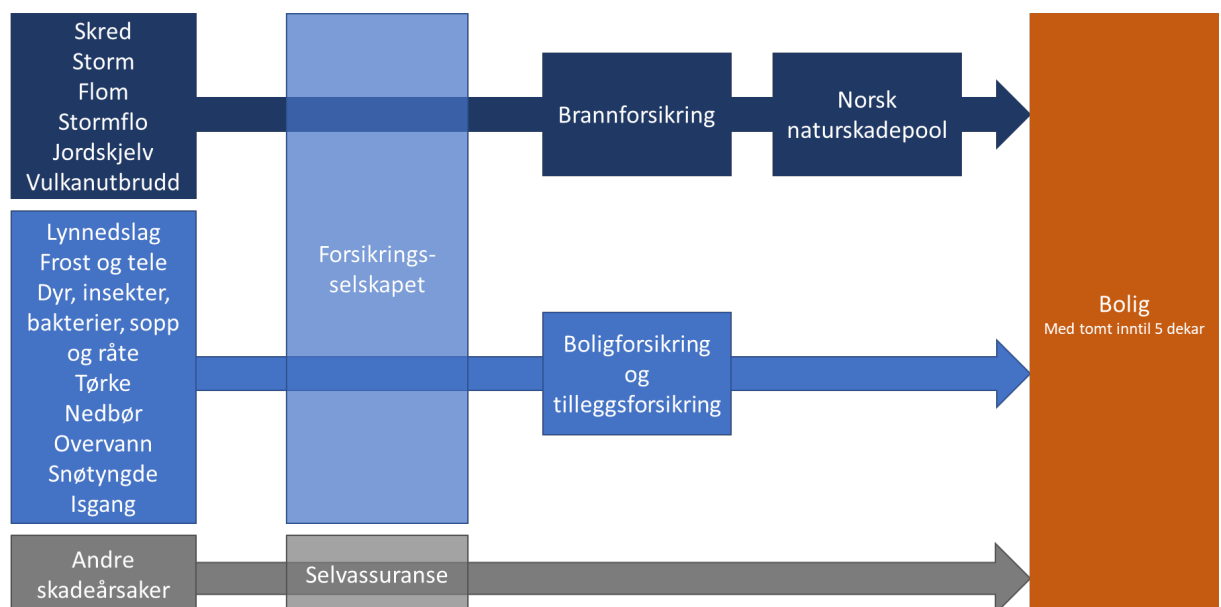 Skred
Storm
Flom
Stormflo
Jordskjelv
Vulkanutbrudd
Brannforsikring
Norsk
naturskadepool
Lynnedslag
Frost og tele
Dyr, insekter,
bakterier, sopp
og råte
Tørke
Nedbør
Overvann
Snøtyngde
Isgang
Forsikrings-
selskapet
Boligforsikring
og
tilleggsforsikring
Bolig
Med tomt inntil 5 dekar
Andre
skadeårsaker
Selvassuranse